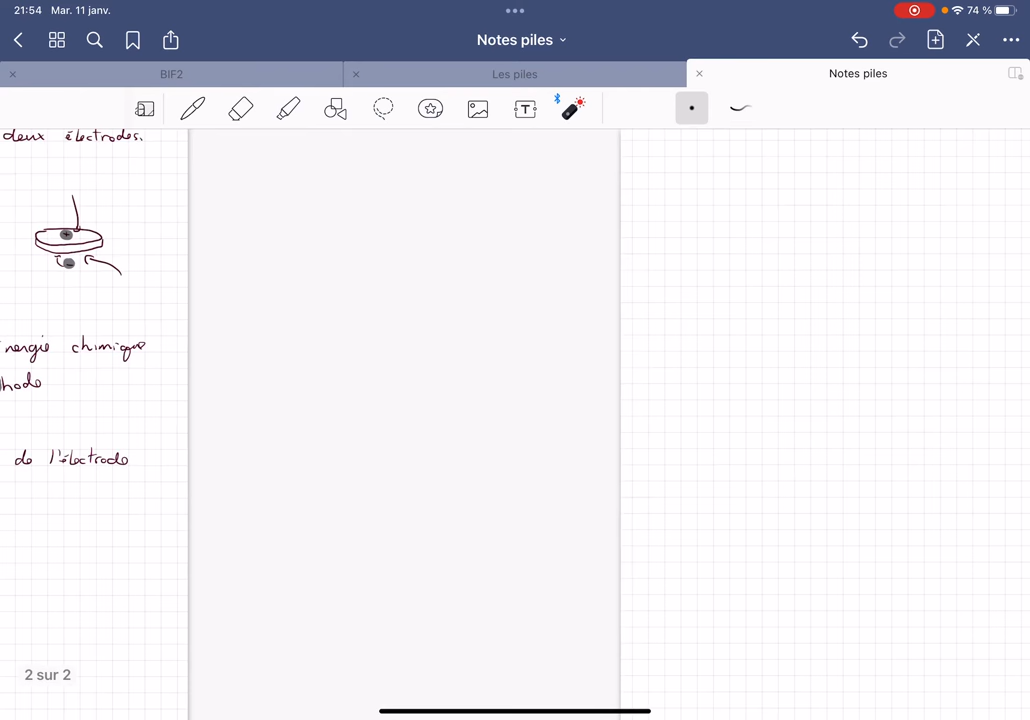 21:54 Mar. 11 janv.
74 %
Notes piles
BIF2
Les piles
Notes piles
deux électrodes.
+
-
nergie chimique
thode
de l'électrode
2 sur 2